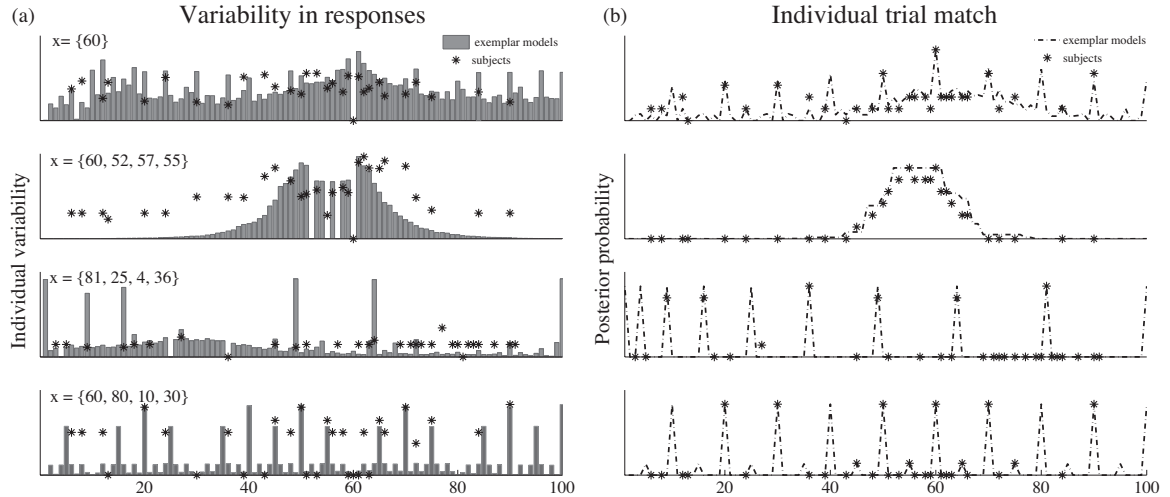 (a) Variability in responses
x= {60}
exemplar models
subjects
x = {60, 52, 57, 55}
x = {81, 25, 4, 36}
x = {60, 80, 10, 30}
Individual variability
20 40 60 80 100
(b) Individual trial match
exemplar models
subjects
Posterior probability
20 40 60 80 100